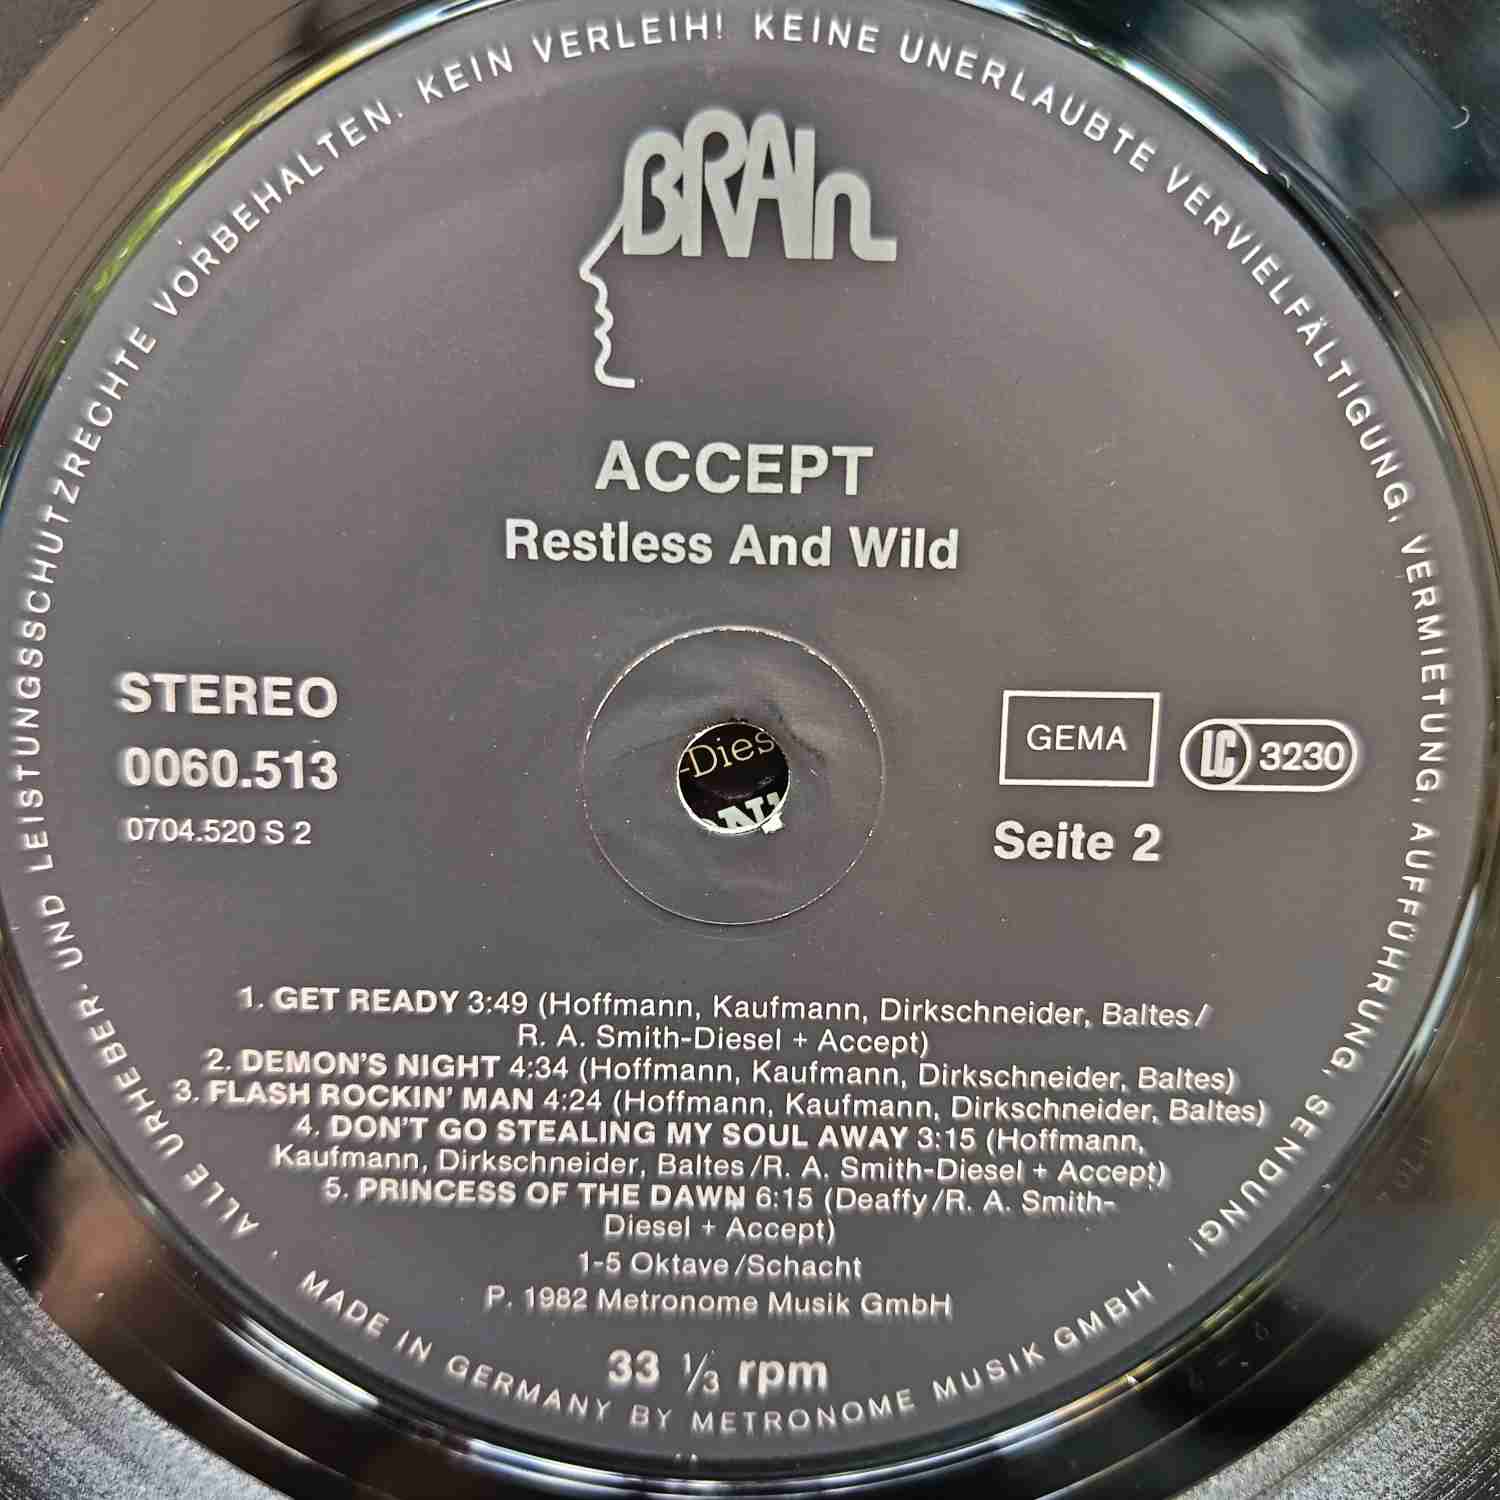 ALLE URHEBER- UND LEISTUNGSSCHUTZRECHTE VORBEHALTEN. KEIN VERLEIH! KEINE UNERLAUBTE VERVIELFÄLTIGUNG, VERMIETUNG, AUFFÜHRUNG, SENDUNG!
BRAIn
ACCEPT
Restless And Wild
STEREO
0060.513
0704.520 S 2
-Dies
GEMA
LC 3230
Seite 2
1. GET READY 3:49 (Hoffmann, Kaufmann, Dirkschneider, Baltes/
R. A. Smith-Diesel + Accept)
2. DEMON'S NIGHT 4:34 (Hoffmann, Kaufmann, Dirkschneider, Baltes)
3. FLASH ROCKIN' MAN 4:24 (Hoffmann, Kaufmann, Dirkschneider, Baltes)
4. DON'T GO STEALING MY SOUL AWAY 3:15 (Hoffmann,
Kaufmann, Dirkschneider, Baltes/R. A. Smith-Diesel + Accept)
5. PRINCESS OF THE DAWN 6:15 (Deaffy/R. A. Smith-
Diesel + Accept)
1-5 Oktave/Schacht
P. 1982 Metronome Musik GmbH
33 1/3 rpm
· MADE IN GERMANY BY METRONOME MUSIK GMBH ·